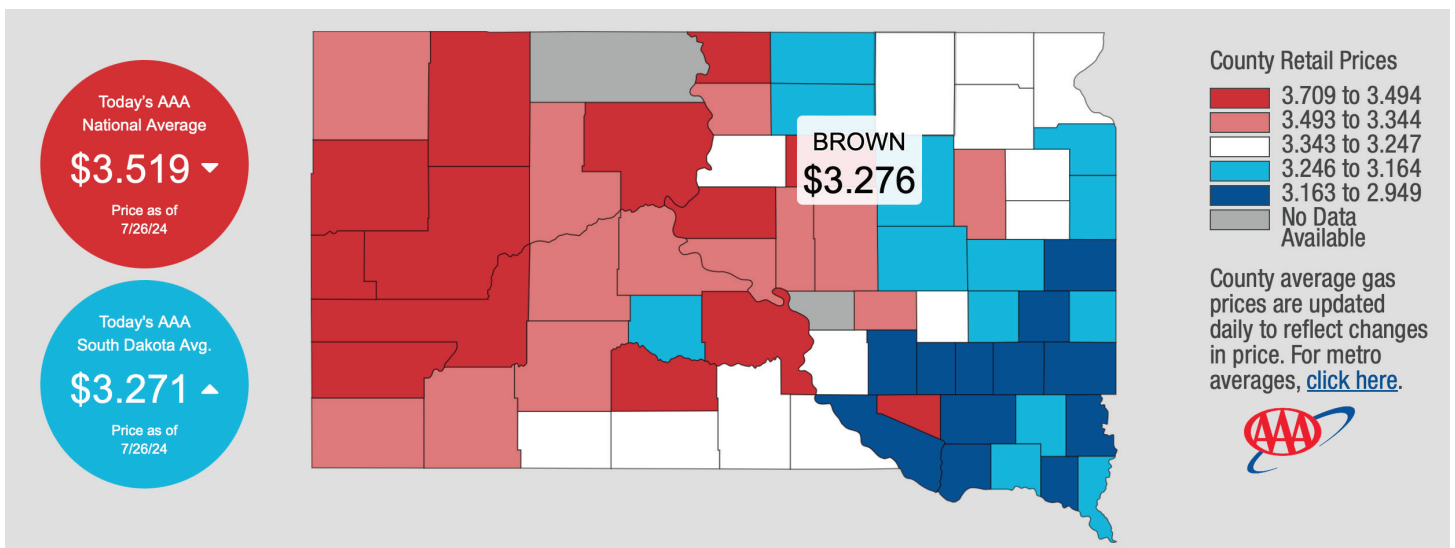 Today's AAA
National Average
$3.519
Price as of
7/26/24
Today's AAA
South Dakota Avg.
$3.271
Price as of
7/26/24
BROWN
$3.276
County Retail Prices
3.709 to 3.494
3.493 to 3.344
3.343 to 3.247
3.246 to 3.164
3.163 to 2.949
No Data
Available
County average gas
prices are updated
daily to reflect changes
in price. For metro
averages, click here.
AAA